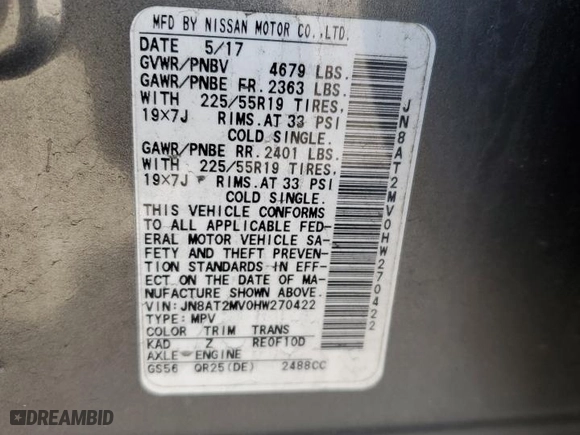 MFD BY NISSAN MOTOR CO.,LTD.
DATE 5/17
GVWR/PNBV 4679 LBS.
GAWR/PNBE FR. 2363 LBS.
WITH 225/55R19 TIRES.
19×7J RIMS. AT 33 PSI
COLD SINGLE.
GAWR/PNBE RR. 2401 LBS.
WITH 225/55R19 TIRES.
19×7J RIMS. AT 33 PSI
COLD SINGLE.
THIS VEHICLE CONFORMS
TO ALL APPLICABLE FED-
ERAL MOTOR VEHICLE SA-
FETY AND THEFT PREVEN-
TION STANDARDS IN EFF-
ECT ON THE DATE OF MA-
NUFACTURE SHOWN ABOVE.
VIN: JN8AT2MV0HW270422
TYPE: MPV
COLOR TRIM TRANS
KAD Z RE0F10D
AXLE ENGINE
GS56 QR25(DE) 2488CC
JN8AT2MV0HW270422
DREAMBID